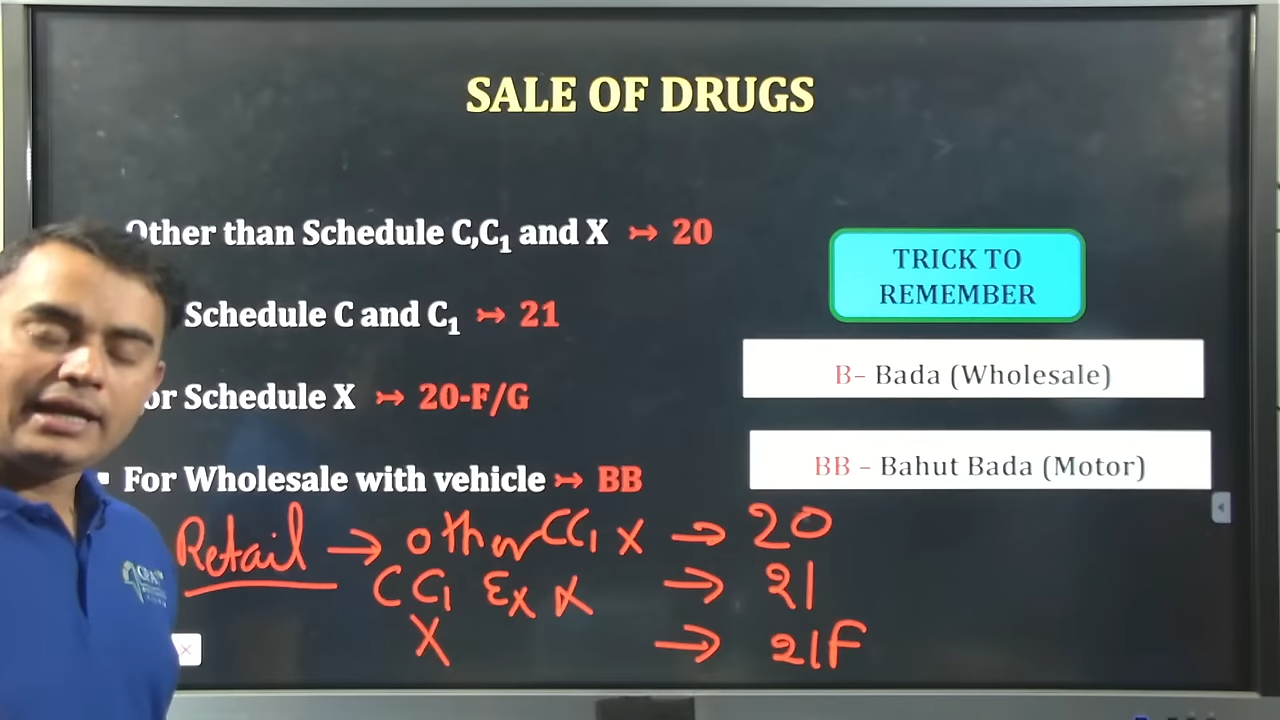 SALE OF DRUGS
Other than Schedule C,C₁ and X ↣ 20
Schedule C and C₁ ↣ 21
or Schedule X ↣ 20-F/G
▪ For Wholesale with vehicle ↣ BB
TRICK TO
REMEMBER
B– Bada (Wholesale)
BB – Bahut Bada (Motor)
Retail → other CC₁ X → 20
CC₁ Ex X → 21
X → 21F